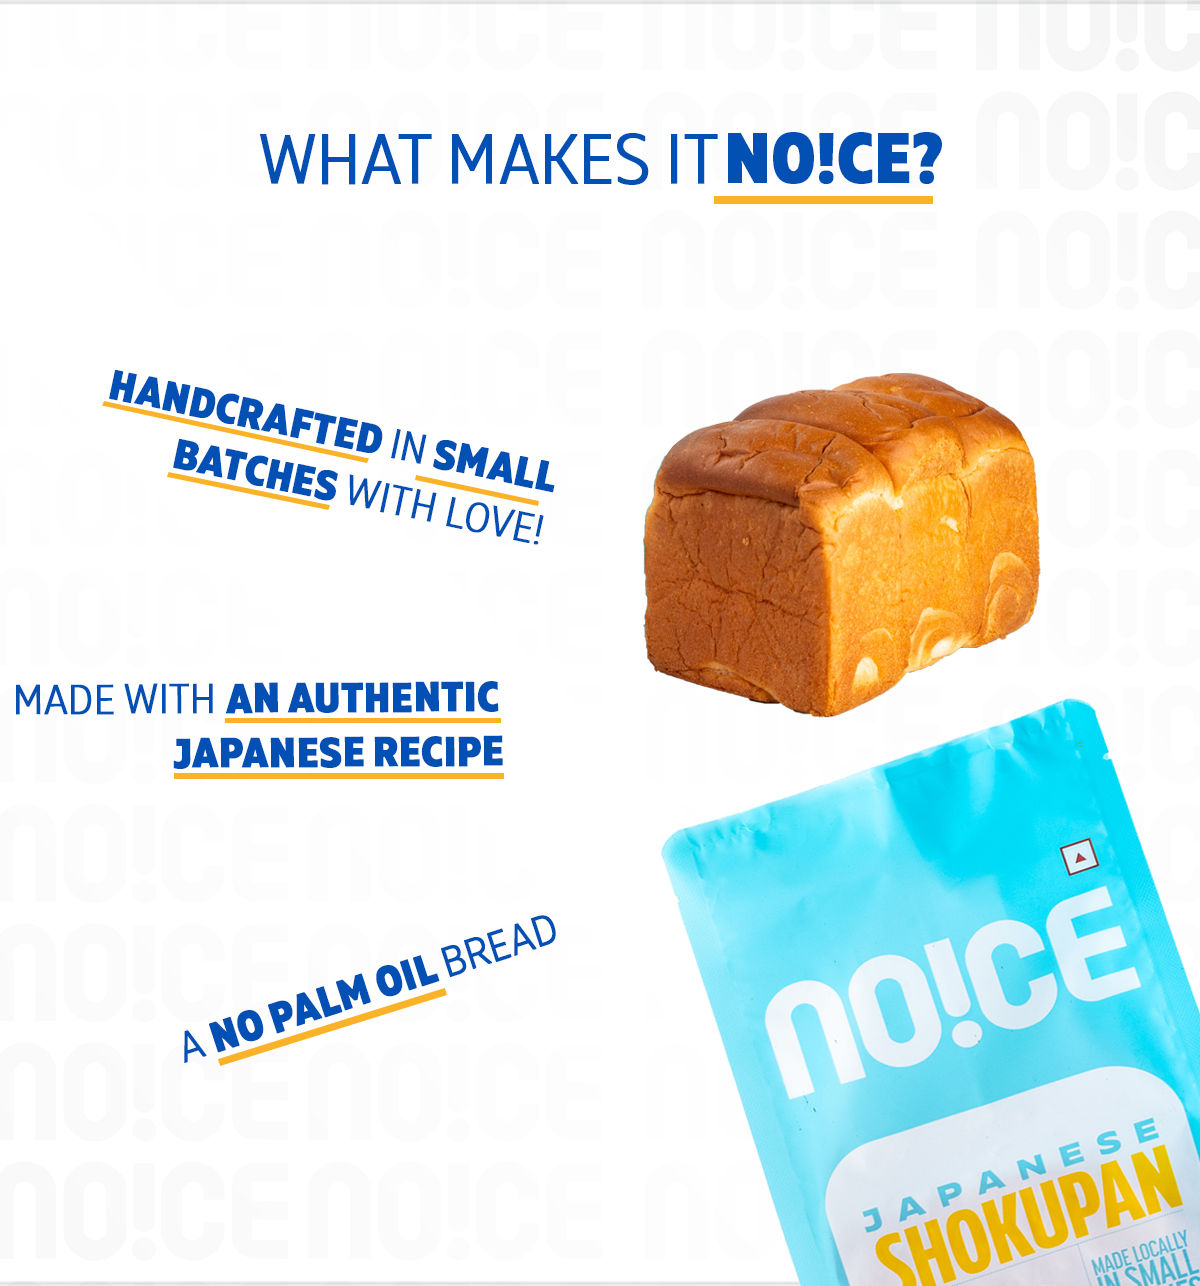 WHAT MAKES IT NO!CE?
HANDCRAFTED IN SMALL
BATCHES WITH LOVE!
MADE WITH AN AUTHENTIC
JAPANESE RECIPE
A NO PALM OIL BREAD
NO!CE
JAPANESE
SHOKUPAN
MADE LOCALLY
SMALL